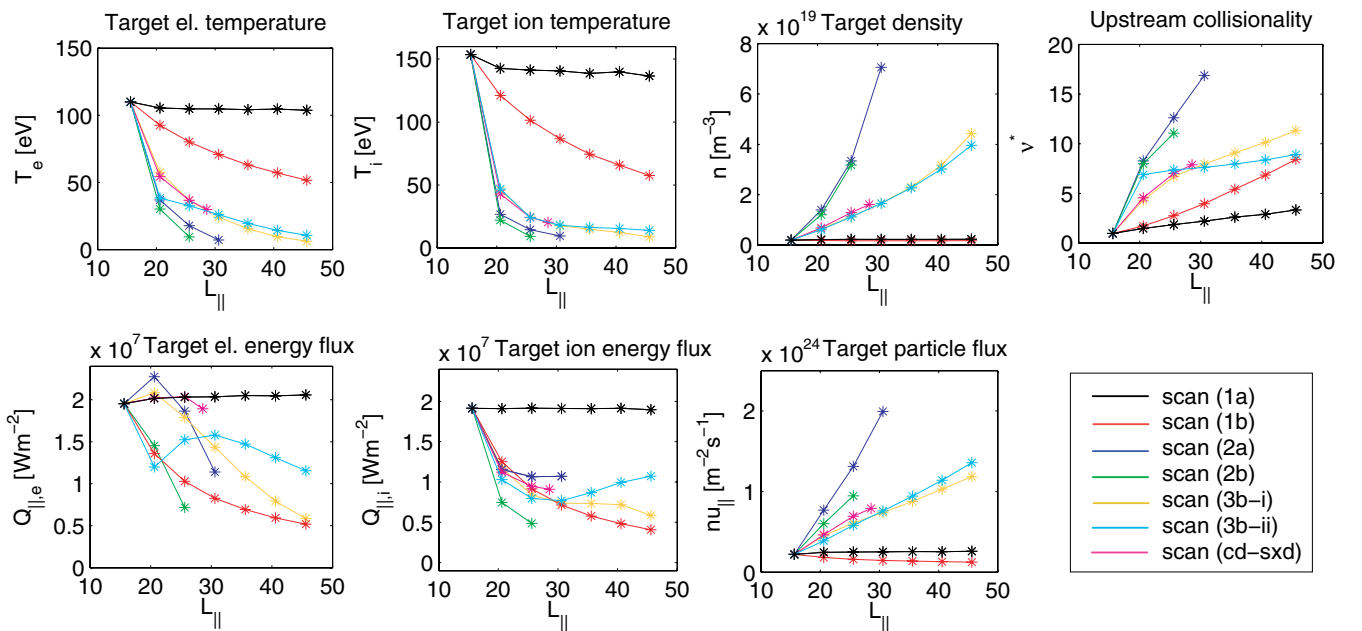 Target el. temperature
150
100
50
0
T_e [eV]
10 20 30 40 50
L_||
Target ion temperature
150
100
50
0
T_i [eV]
10 20 30 40 50
L_||
x 10^19 Target density
8
6
4
2
0
n [m^-3]
10 20 30 40 50
L_||
Upstream collisionality
20
15
10
5
0
ν*
10 20 30 40 50
L_||
x 10^7 Target el. energy flux
2
1.5
1
0.5
0
Q_||,e [Wm^-2]
10 20 30 40 50
L_||
x 10^7 Target ion energy flux
2
1.5
1
0.5
0
Q_||,i [Wm^-2]
10 20 30 40 50
L_||
x 10^24 Target particle flux
2
1
0
nu_|| [m^-2s^-1]
10 20 30 40 50
L_||
scan (1a)
scan (1b)
scan (2a)
scan (2b)
scan (3b-i)
scan (3b-ii)
scan (cd-sxd)